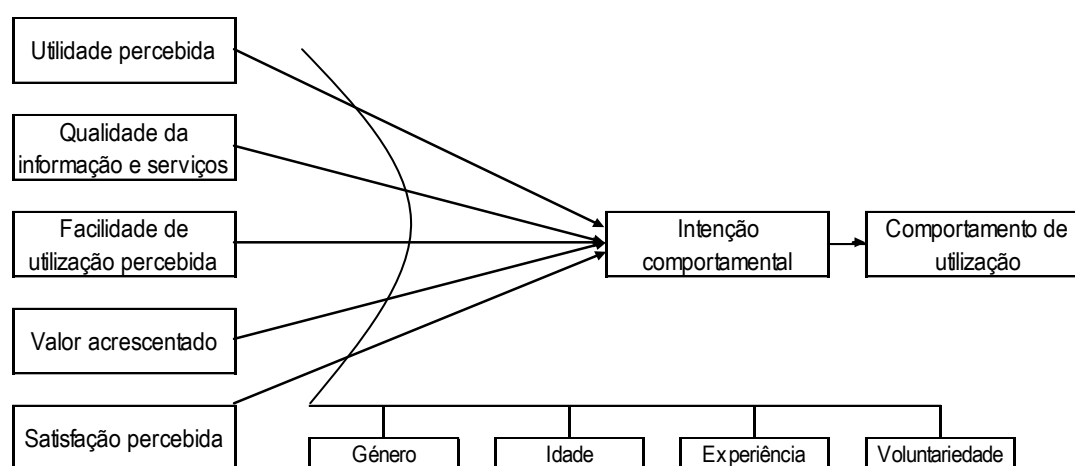 Utilidade percebida
Qualidade da
informação e serviços
Facilidade de
utilização percebida
Valor acrescentado
Satisfação percebida
Intenção
comportamental
Comportamento de
utilização
Género
Idade
Experiência
Voluntariedade